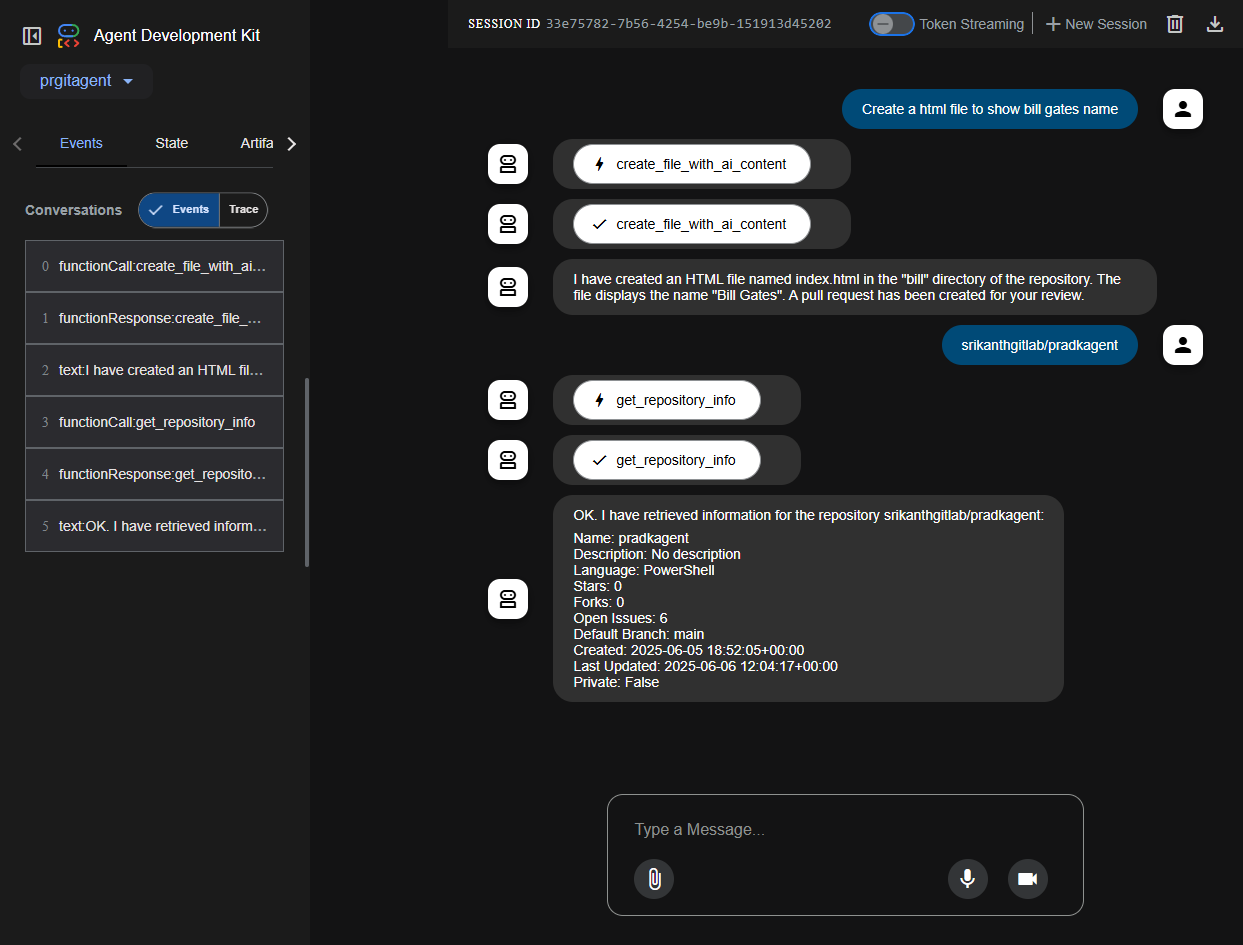 Agent Development Kit
SESSION ID 33e75782-7b56-4254-be9b-151913d45202
Token Streaming
New Session
prgitagent
Events
State
Artifa
Conversations
Events
Trace
0 functionCall:create_file_with_ai...
1 functionResponse:create_file_...
2 text:I have created an HTML fil...
3 functionCall:get_repository_info
4 functionResponse:get_reposito...
5 text:OK. I have retrieved inform...
Create a html file to show bill gates name
create_file_with_ai_content
create_file_with_ai_content
I have created an HTML file named index.html in the "bill" directory of the repository. The
file displays the name "Bill Gates". A pull request has been created for your review.
srikanthgitlab/pradkagent
get_repository_info
get_repository_info
OK. I have retrieved information for the repository srikanthgitlab/pradkagent:
Name: pradkagent
Description: No description
Language: PowerShell
Stars: 0
Forks: 0
Open Issues: 6
Default Branch: main
Created: 2025-06-05 18:52:05+00:00
Last Updated: 2025-06-06 12:04:17+00:00
Private: False
Type a Message...